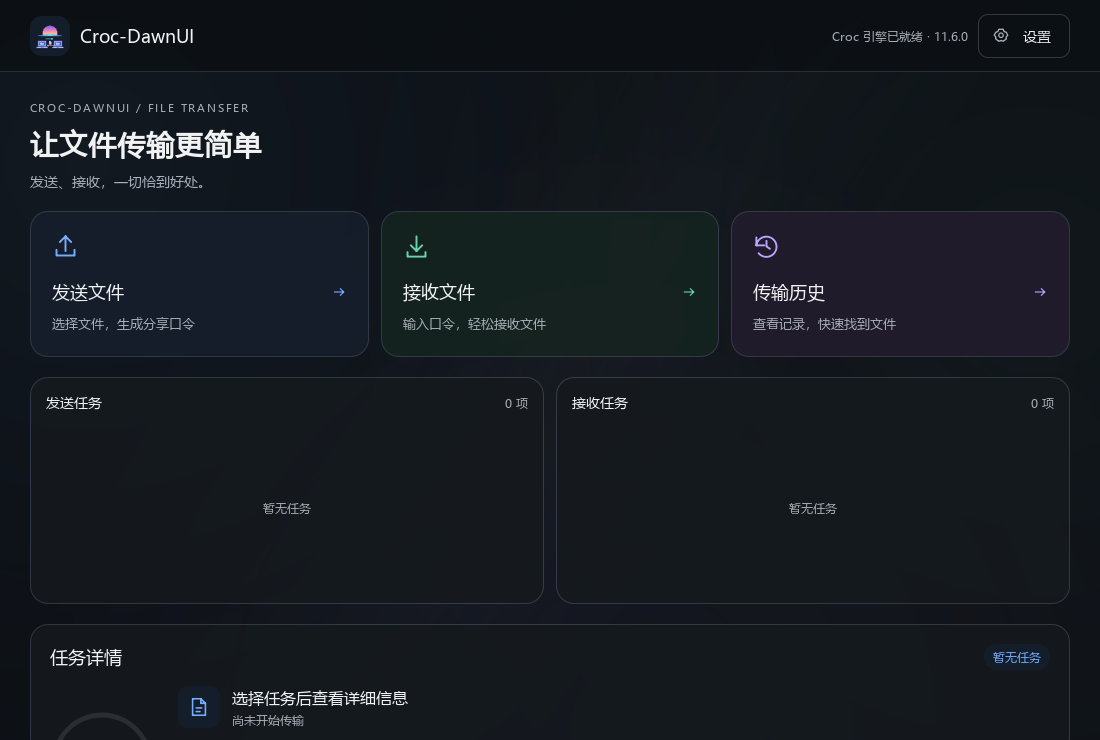 Croc-DawnUI
Croc 引擎已就绪 · 11.6.0
设置
CROC-DAWNUI / FILE TRANSFER
让文件传输更简单
发送、接收，一切恰到好处。
发送文件
选择文件，生成分享口令
接收文件
输入口令，轻松接收文件
传输历史
查看记录，快速找到文件
发送任务
0 项
暂无任务
接收任务
0 项
暂无任务
任务详情
暂无任务
选择任务后查看详细信息
尚未开始传输